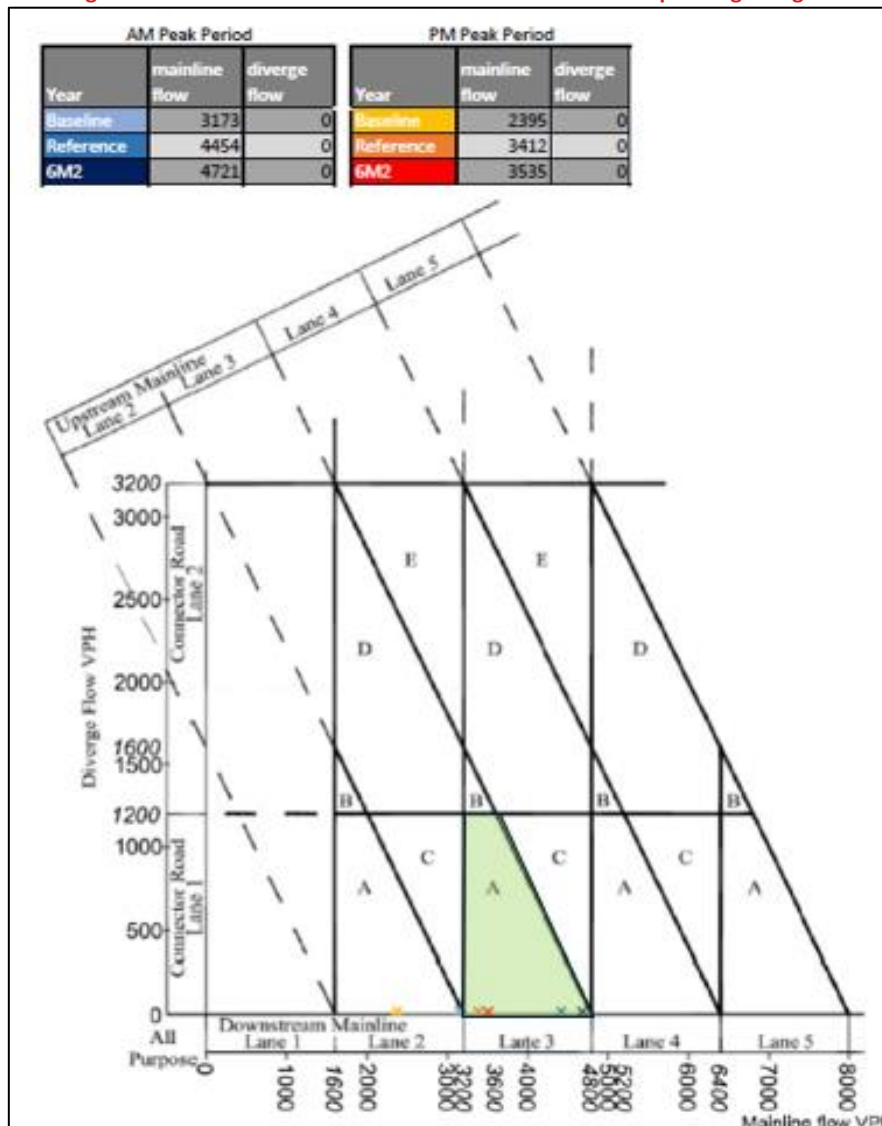 AM Peak Period
Year mainline flow diverge flow
Baseline 3173 0
Reference 4454 0
6M2 4721 0
PM Peak Period
Year mainline flow diverge flow
Baseline 2395 0
Reference 3412 0
6M2 3535 0
Upstream Mainline
Lane 2
Lane 3
Lane 4
Lane 5
3200
3000
2500
2000
1600
1500
1200
1000
500
0
Diverge Flow VPH
Connector Road
Lane 2
Connector Road
Lane 1
E
E
D
D
D
B
B
B
B
C
C
C
A
A
A
A
All Purpose
Downstream Mainline
Lane 1
Lane 2
Lane 3
Lane 4
Lane 5
0
1000
1600
2000
3000
3200
3600
4000
4800
5000
5200
6000
6400
7000
8000
Mainline flow VPH